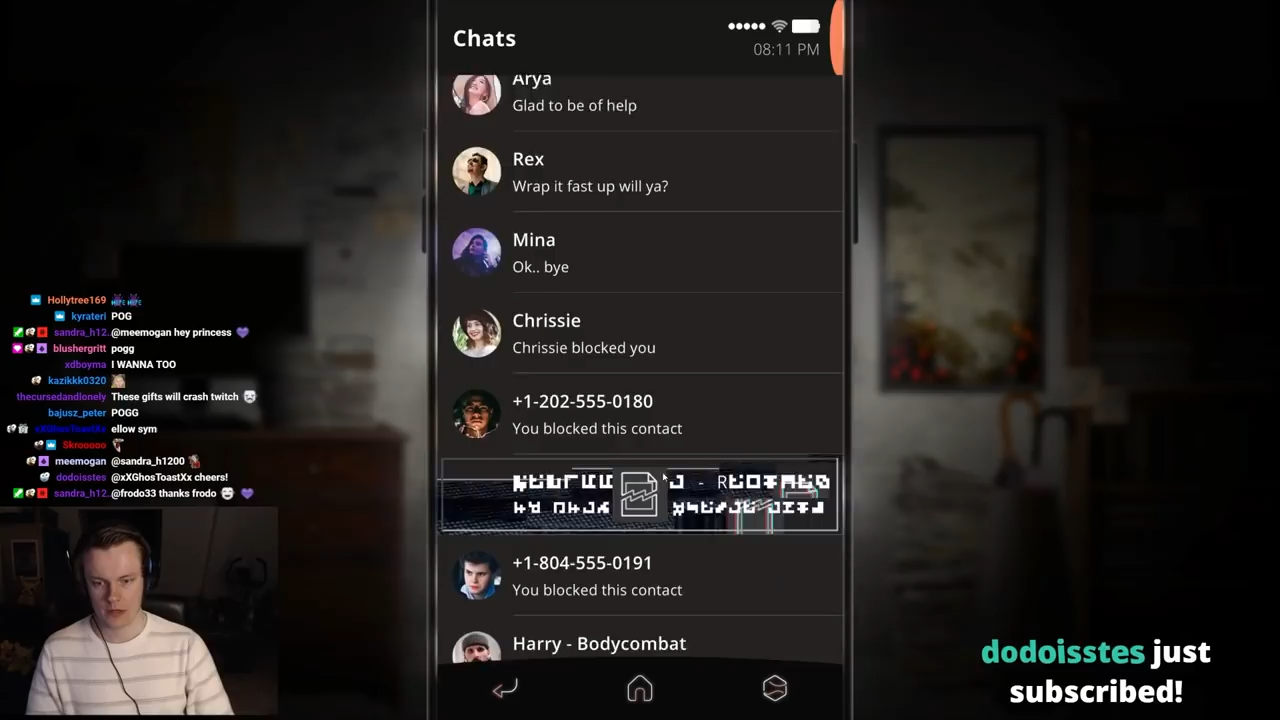 Chats
08:11 PM
Arya
Glad to be of help
Rex
Wrap it fast up will ya?
Mina
Ok.. bye
Chrissie
Chrissie blocked you
+1-202-555-0180
You blocked this contact
+1-804-555-0191
You blocked this contact
Harry - Bodycombat
Hollytree169
kyrateri POG
sandra_h12.. @meemogan hey princess
blushergritt pogg
xdboyma I WANNA TOO
kazikkk0320
thecursedandlonely These gifts will crash twitch
bajusz_peter POGG
xXGhosToastXx ellow sym
Skrooooo
meemogan @sandra_h1200
dodoisstes @xXGhosToastXx cheers!
sandra_h12.. @frodo33 thanks frodo
dodoisstes just
subscribed!